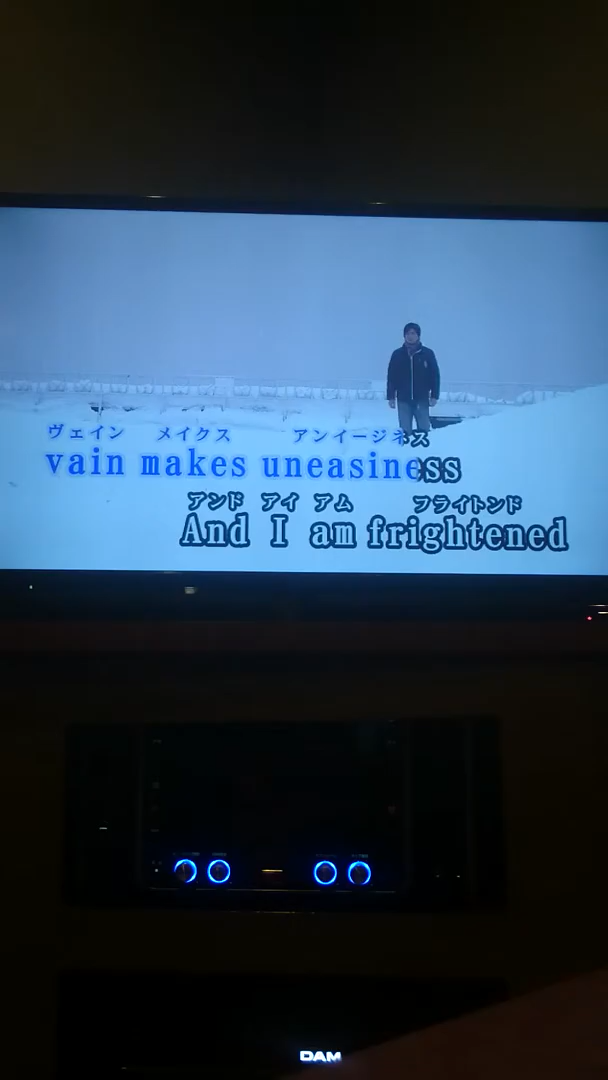 ヴェイン メイクス アンイージネス
vain makes uneasiness
アンド アイ アム フライトンド
And I am frightened
DAM